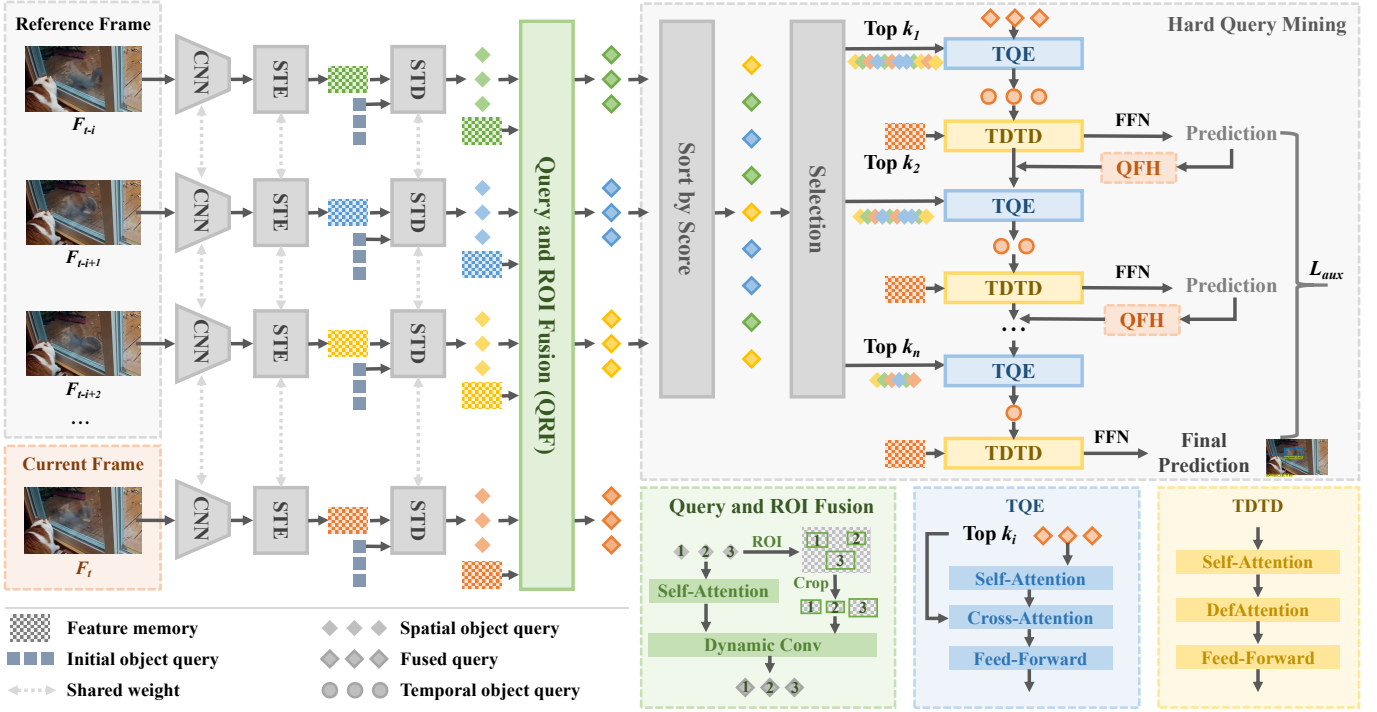 Reference Frame
F_{t-i}
F_{t-i+1}
F_{t-i+2}
...
Current Frame
F_t
CNN
STE
STD
CNN
STE
STD
CNN
STE
STD
CNN
STE
STD
Query and ROI Fusion (QRF)
Hard Query Mining
Sort by Score
Selection
Top k_1
TQE
TDTD
FFN
Prediction
QFH
Top k_2
TQE
TDTD
FFN
Prediction
QFH
...
Top k_n
TQE
TDTD
FFN
Final
Prediction
L_{aux}
Feature memory
Initial object query
Shared weight
Spatial object query
Fused query
Temporal object query
Query and ROI Fusion
1 2 3
ROI
1 2
3
Self-Attention
Crop
1 2 3
Dynamic Conv
1 2 3
TQE
Top k_i
Self-Attention
Cross-Attention
Feed-Forward
TDTD
Self-Attention
DefAttention
Feed-Forward